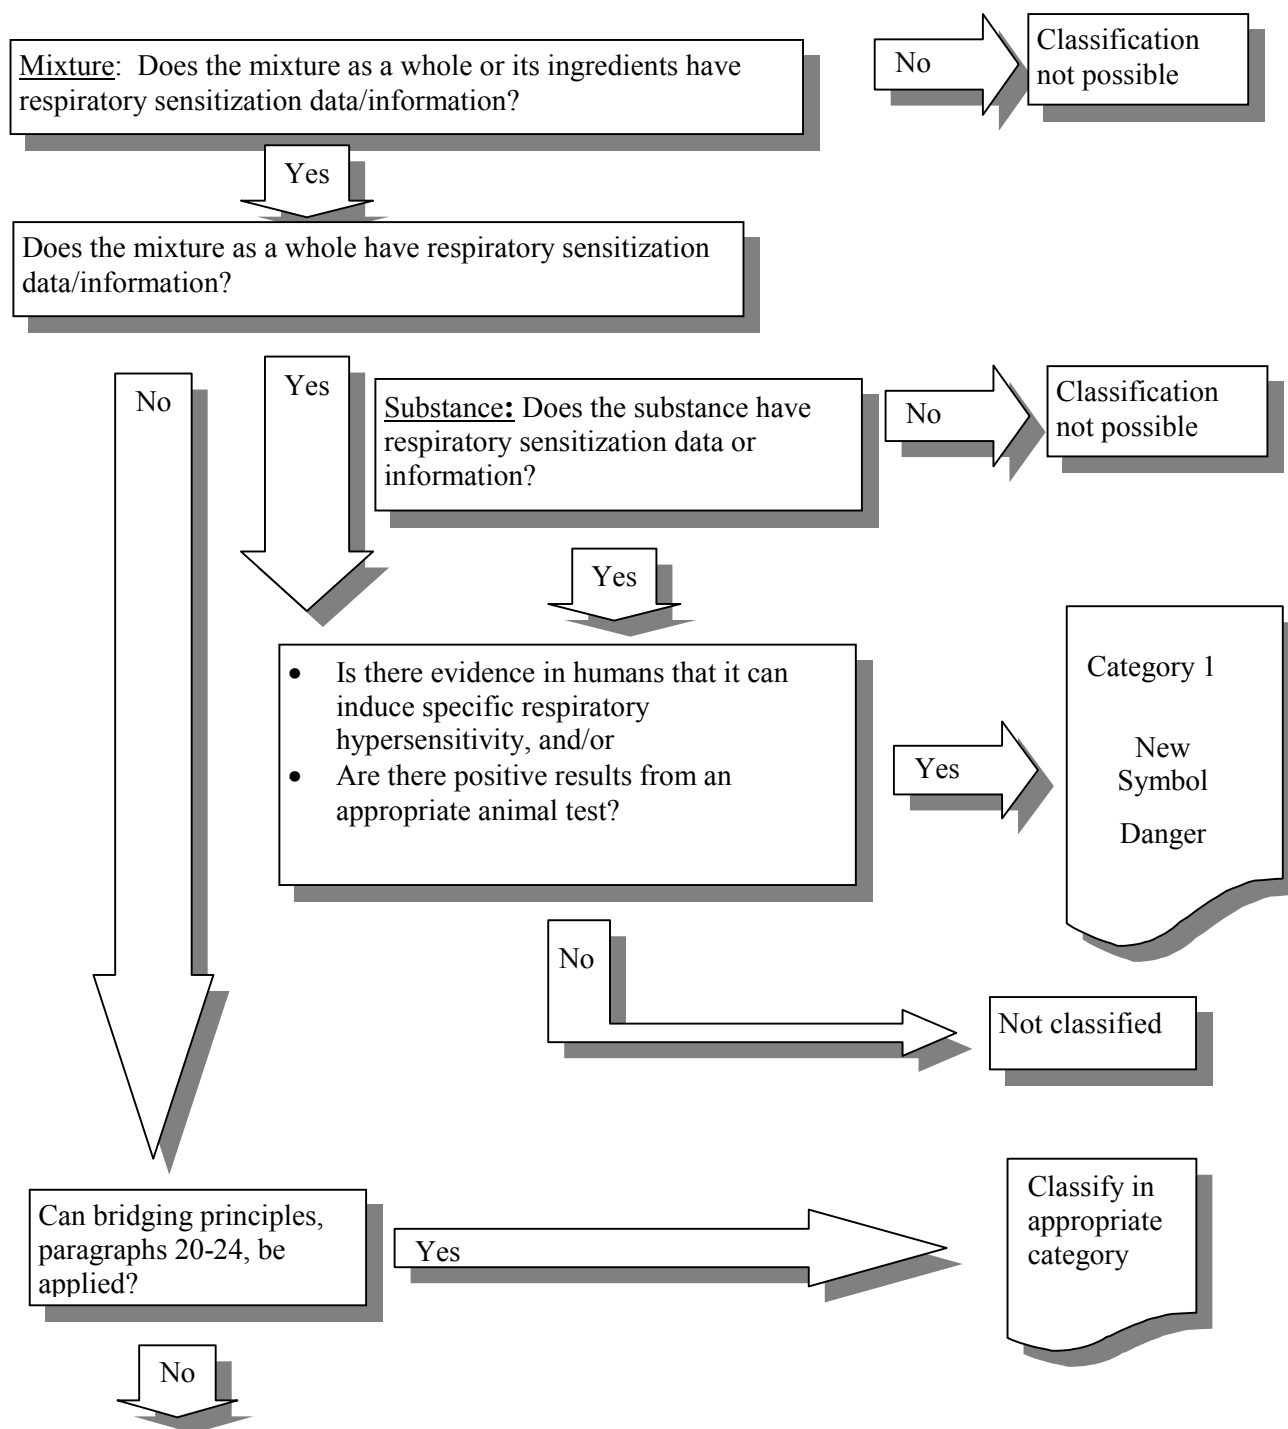 Mixture:  Does the mixture as a whole or its ingredients have
respiratory sensitization data/information?
No
Classification
not possible
Yes
Does the mixture as a whole have respiratory sensitization
data/information?
No
Yes
Substance: Does the substance have
respiratory sensitization data or
information?
No
Classification
not possible
Yes
• Is there evidence in humans that it can
induce specific respiratory
hypersensitivity, and/or
• Are there positive results from an
appropriate animal test?
Yes
Category 1
New
Symbol
Danger
No
Not classified
Can bridging principles,
paragraphs 20-24, be
applied?
Yes
Classify in
appropriate
category
No